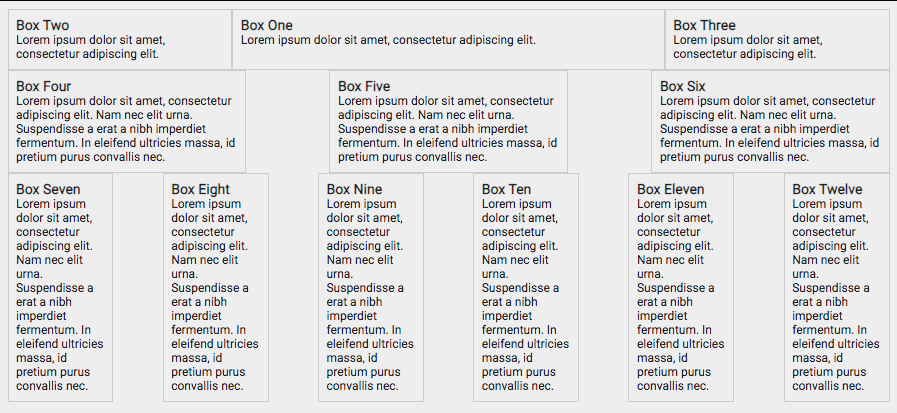 Box Two
Lorem ipsum dolor sit amet,
consectetur adipiscing elit.
Box One
Lorem ipsum dolor sit amet, consectetur adipiscing elit.
Box Three
Lorem ipsum dolor sit amet,
consectetur adipiscing elit.
Box Four
Lorem ipsum dolor sit amet, consectetur
adipiscing elit. Nam nec elit urna.
Suspendisse a erat a nibh imperdiet
fermentum. In eleifend ultricies massa, id
pretium purus convallis nec.
Box Five
Lorem ipsum dolor sit amet, consectetur
adipiscing elit. Nam nec elit urna.
Suspendisse a erat a nibh imperdiet
fermentum. In eleifend ultricies massa, id
pretium purus convallis nec.
Box Six
Lorem ipsum dolor sit amet, consectetur
adipiscing elit. Nam nec elit urna.
Suspendisse a erat a nibh imperdiet
fermentum. In eleifend ultricies massa, id
pretium purus convallis nec.
Box Seven
Lorem ipsum
dolor sit amet,
consectetur
adipiscing elit.
Nam nec elit
urna.
Suspendisse a
erat a nibh
imperdiet
fermentum. In
eleifend ultricies
massa, id
pretium purus
convallis nec.
Box Eight
Lorem ipsum
dolor sit amet,
consectetur
adipiscing elit.
Nam nec elit
urna.
Suspendisse a
erat a nibh
imperdiet
fermentum. In
eleifend ultricies
massa, id
pretium purus
convallis nec.
Box Nine
Lorem ipsum
dolor sit amet,
consectetur
adipiscing elit.
Nam nec elit
urna.
Suspendisse a
erat a nibh
imperdiet
fermentum. In
eleifend ultricies
massa, id
pretium purus
convallis nec.
Box Ten
Lorem ipsum
dolor sit amet,
consectetur
adipiscing elit.
Nam nec elit
urna.
Suspendisse a
erat a nibh
imperdiet
fermentum. In
eleifend ultricies
massa, id
pretium purus
convallis nec.
Box Eleven
Lorem ipsum
dolor sit amet,
consectetur
adipiscing elit.
Nam nec elit
urna.
Suspendisse a
erat a nibh
imperdiet
fermentum. In
eleifend ultricies
massa, id
pretium purus
convallis nec.
Box Twelve
Lorem ipsum
dolor sit amet,
consectetur
adipiscing elit.
Nam nec elit
urna.
Suspendisse a
erat a nibh
imperdiet
fermentum. In
eleifend ultricies
massa, id
pretium purus
convallis nec.